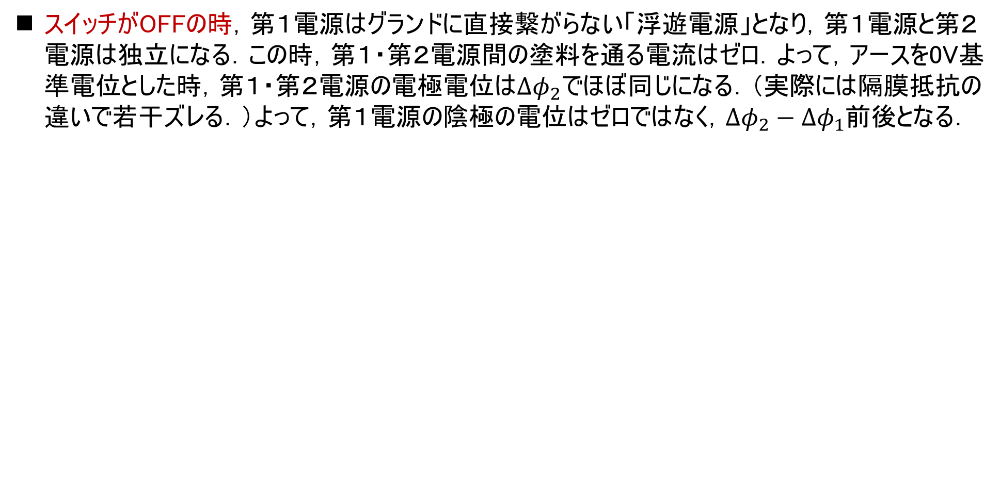 ■ スイッチがOFFの時，第１電源はグランドに直接繋がらない「浮遊電源」となり，第１電源と第２
電源は独立になる．この時，第１・第２電源間の塗料を通る電流はゼロ．よって，アースを0V基
準電位とした時，第１・第２電源の電極電位はΔϕ₂でほぼ同じになる．（実際には隔膜抵抗の
違いで若干ズレる．）よって，第１電源の陰極の電位はゼロではなく，Δϕ₂ − Δϕ₁前後となる．